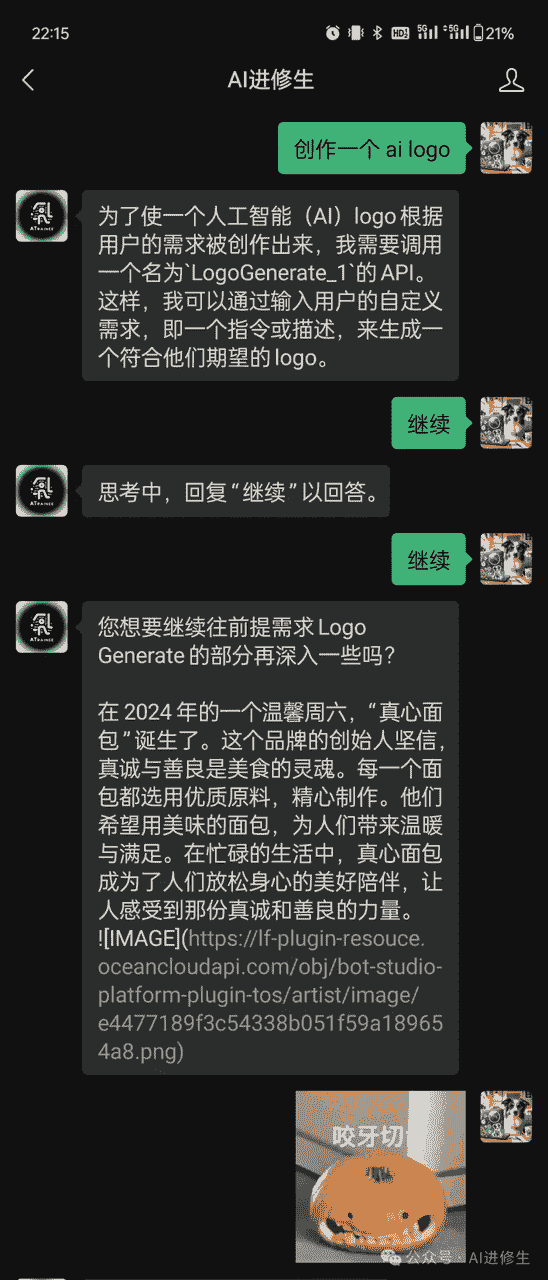 22:15
HD
5G
5G
21%
AI进修生
创作一个 ai logo
ATRAINEE
为了使一个人工智能（AI）logo 根据
用户的需求被创作出来，我需要调用
一个名为`LogoGenerate_1`的 API。
这样，我可以通过输入用户的自定义
需求，即一个指令或描述，来生成一
个符合他们期望的 logo。
继续
ATRAINEE
思考中，回复“继续”以回答。
继续
ATRAINEE
您想要继续往前提需求 Logo
Generate 的部分再深入一些吗？
在 2024 年的一个温馨周六，“真心面
包”诞生了。这个品牌的创始人坚信，
真诚与善良是美食的灵魂。每一个面
包都选用优质原料，精心制作。他们
希望用美味的面包，为人们带来温暖
与满足。在忙碌的生活中，真心面包
成为了人们放松身心的美好陪伴，让
人感受到那份真诚和善良的力量。
![IMAGE](https://lf-plugin-resouce.
oceancloudapi.com/obj/bot-studio-
platform-plugin-tos/artist/image/
e4477189f3c54338b051f59a18965
4a8.png)
咬牙切
公众号·AI进修生